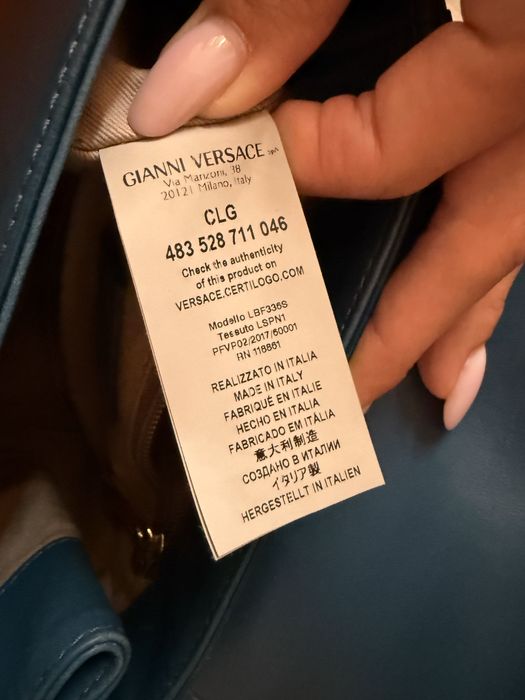 GIANNI VERSACE SpA
Via Manzoni, 38
20121 Milano, Italy
CLG
483 528 711 046
Check the authenticity
of this product on
VERSACE.CERTILOGO.COM
Modello LBF336S
Tessuto LSPN1
PFVP02/2017/60001
RN 116861
REALIZZATO IN ITALIA
MADE IN ITALY
FABRIQUÉ EN ITALIE
HECHO EN ITALIA
FABRICADO EM ITÁLIA
意大利制造
СОЗДАНО В ИТАЛИИ
イタリア製
HERGESTELLT IN ITALIEN